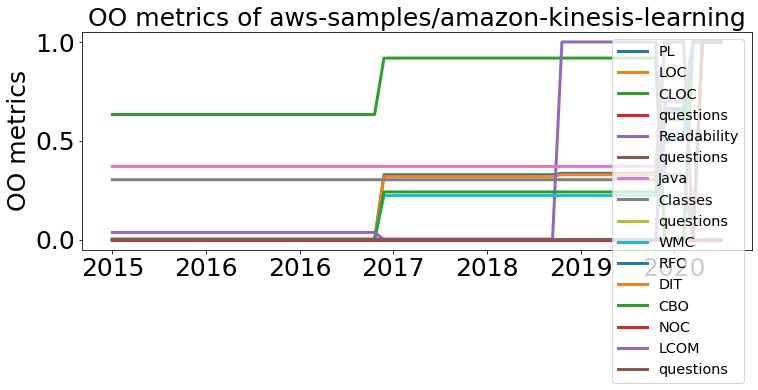 OO metrics of aws-samples/amazon-kinesis-learning
OO metrics
1.0
0.5
0.0
2015 2016 2016 2017 2018 2019 2020
PL
LOC
CLOC
questions
Readability
questions
Java
Classes
questions
WMC
RFC
DIT
CBO
NOC
LCOM
questions